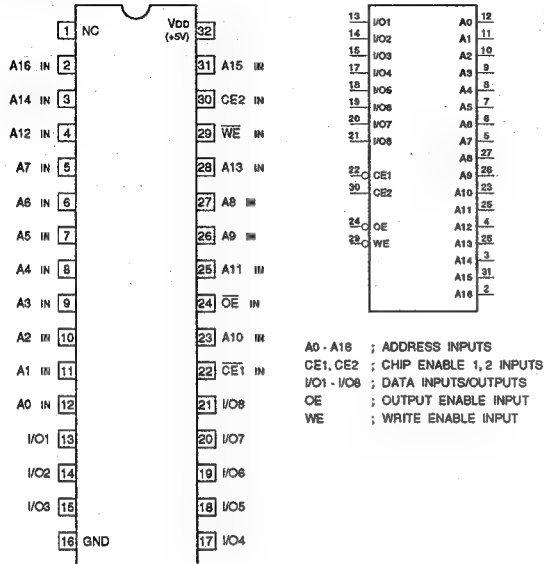 1 NC VDD (+5V) 32
A16 IN 2 31 A15 IN
A14 IN 3 30 CE2 IN
A12 IN 4 29 WE IN
A7 IN 5 28 A13 IN
A6 IN 6 27 A8
A5 IN 7 26 A9
A4 IN 8 25 A11 IN
A3 IN 9 24 OE IN
A2 IN 10 23 A10 IN
A1 IN 11 22 CE1 IN
A0 IN 12 21 I/O8
I/O1 13 20 I/O7
I/O2 14 19 I/O6
I/O3 15 18 I/O5
16 GND 17 I/O4
13 I/O1 A0 12
14 I/O2 A1 11
15 I/O3 A2 10
17 I/O4 A3 9
18 I/O5 A4 8
19 I/O6 A5 7
20 I/O7 A6 6
21 I/O8 A7 5
A8 27
22 CE1 A9 26
30 CE2 A10 23
A11 25
24 OE A12 4
29 WE A13 28
A14 3
A15 31
A16 2
A0 - A16 ; ADDRESS INPUTS
CE1, CE2 ; CHIP ENABLE 1, 2 INPUTS
I/O1 - I/O8 ; DATA INPUTS/OUTPUTS
OE ; OUTPUT ENABLE INPUT
WE ; WRITE ENABLE INPUT